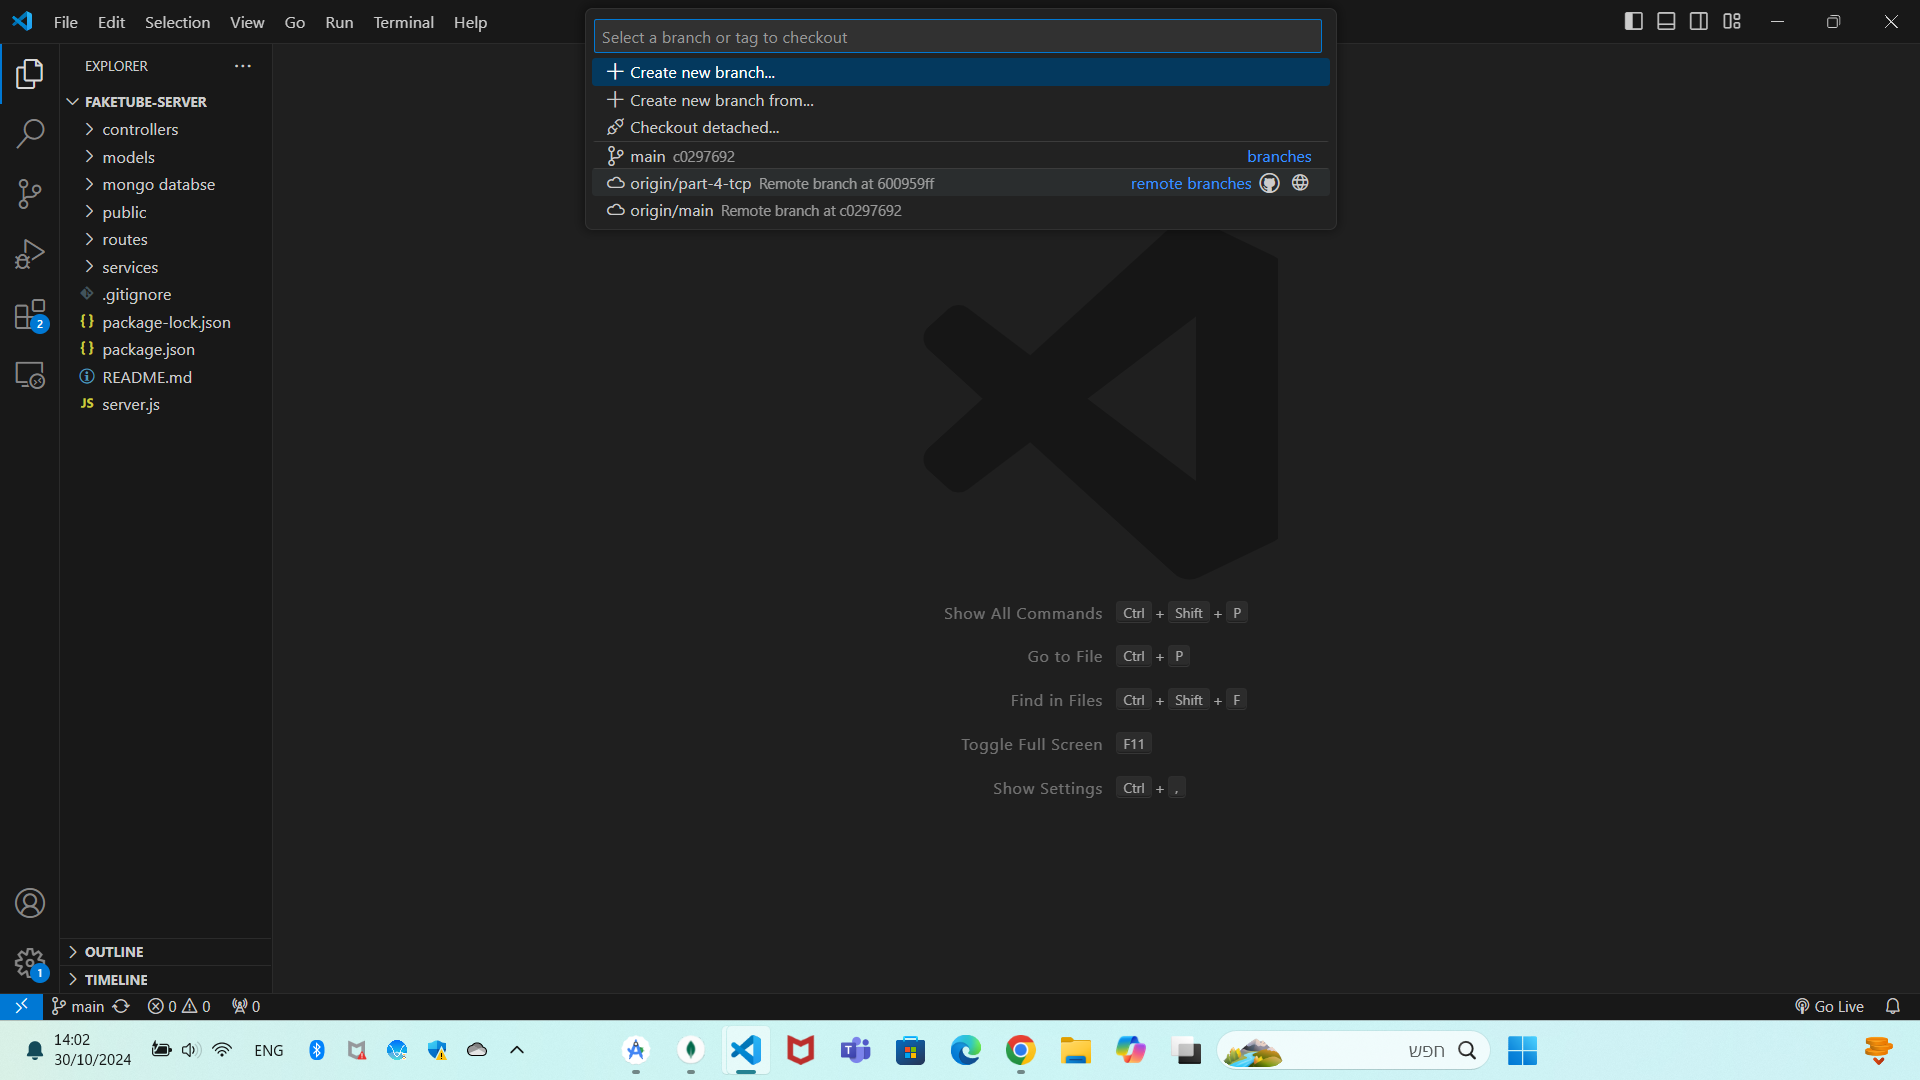 File Edit Selection View Go Run Terminal Help
Select a branch or tag to checkout
Create new branch...
Create new branch from...
Checkout detached...
main c0297692 branches
origin/part-4-tcp Remote branch at 600959ff remote branches
origin/main Remote branch at c0297692
EXPLORER
FAKETUBE-SERVER
controllers
models
mongo databse
public
routes
services
.gitignore
{} package-lock.json
{} package.json
README.md
JS server.js
2
Show All Commands Ctrl + Shift + P
Go to File Ctrl + P
Find in Files Ctrl + Shift + F
Toggle Full Screen F11
Show Settings Ctrl + ,
OUTLINE
1
TIMELINE
main 0 0 0 Go Live
14:02
30/10/2024
ENG
חפש